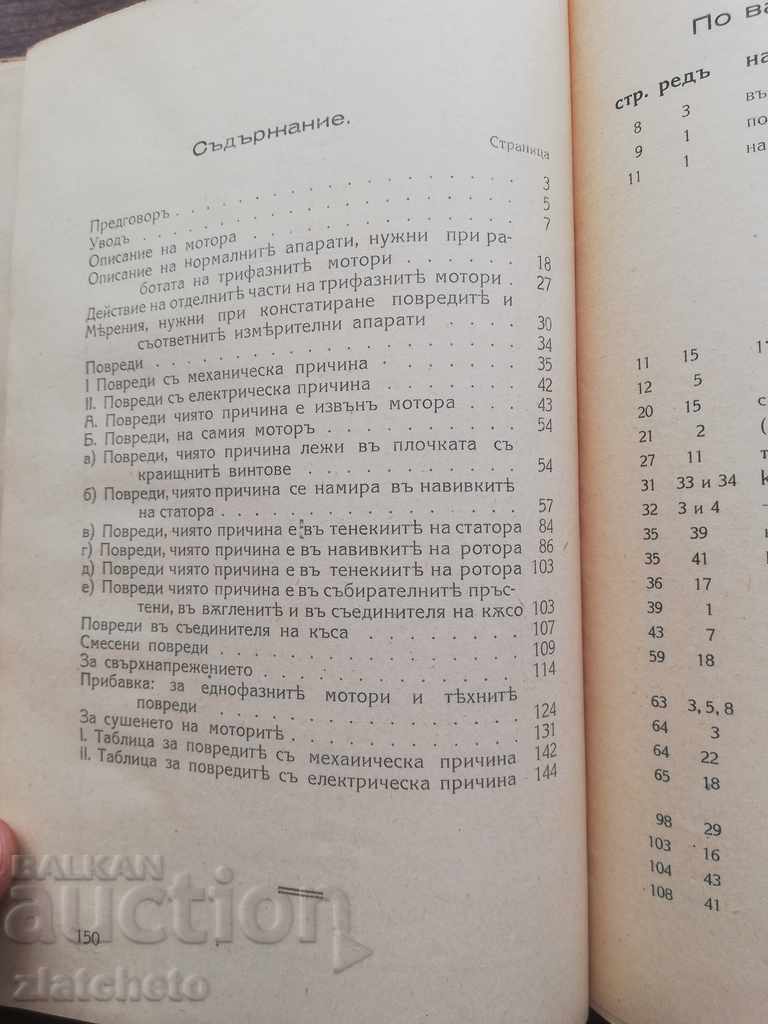 Съдържание.
Страница
Предговоръ . . . . . . . . . . . . 3
Уводъ . . . . . . . . . . . . . . 5
Описание на мотора . . . . . . . . . . 7
Описание на нормалнитѣ апарати, нужни при ра-
ботата на трифазнитѣ мотори . . . . . 18
Действие на отделнитѣ части на трифазнитѣ мотори . 27
Мѣрения, нужни при констатиране повредитѣ и
съответнитѣ измѣрителни апарати . . . . 30
Повреди . . . . . . . . . . . . . 34
I Повреди съ механическа причина . . . . . 35
II. Повреди съ електрическа причина . . . . . 42
А. Повреди чиято причина е извънъ мотора . . . 43
Б. Повреди, на самия моторъ . . . . . . . 54
а) Повреди, чиято причина лежи въ плочката съ
краищнитѣ винтове . . . . . . . . 54
б) Повреди, чиято причина се намира въ навивкитѣ
на статора . . . . . . . . . . . 57
в) Повреди, чиято причина е въ тенекиитѣ на статора 84
г) Повреди, чиято причина е въ навивкитѣ на ротора 86
д) Повреди чиято причина е въ тенекиитѣ на ротора 103
е) Повреди чиято причина е въ събирателнитѣ пръс-
тени, въ вѫгленитѣ и въ съединителя на кѫсо 103
Повреди въ съединителя на къса . . . . . . 107
Смесени повреди . . . . . . . . . . . 109
За свърхнапрежението . . . . . . . . . . 114
Прибавка: за еднофазнитѣ мотори и тѣхнитѣ
повреди . . . . . . . . . . . . 124
За сушенето на моторитѣ . . . . . . . . . 131
I. Таблица за повредитѣ съ механиическа причина 142
II. Таблица за повредитѣ съ електрическа причина 144
150
По ва
стр. редъ на
8 3 въ
9 1 по
11 1 на
11 15
12 5
20 15 с
21 2 (
27 11 т
31 33 и 34
32 3 и 4
35 39
35 41
36 17
39 1
43 7
59 18
63 3, 5, 8
64 3
64 22
65 18
98 29
103 16
104 43
108 41
BALKAN
auction
zlatcheto